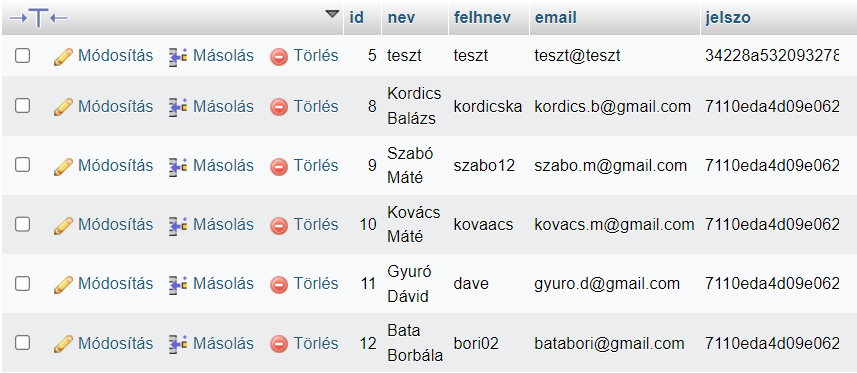 id nev felhnev email jelszo
Módosítás Másolás Törlés 5 teszt teszt teszt@teszt 34228a532093278
Módosítás Másolás Törlés 8 Kordics Balázs kordicska kordics.b@gmail.com 7110eda4d09e062
Módosítás Másolás Törlés 9 Szabó Máté szabo12 szabo.m@gmail.com 7110eda4d09e062
Módosítás Másolás Törlés 10 Kovács Máté kovaacs kovacs.m@gmail.com 7110eda4d09e062
Módosítás Másolás Törlés 11 Gyuró Dávid dave gyuro.d@gmail.com 7110eda4d09e062
Módosítás Másolás Törlés 12 Bata Borbála bori02 batabori@gmail.com 7110eda4d09e062